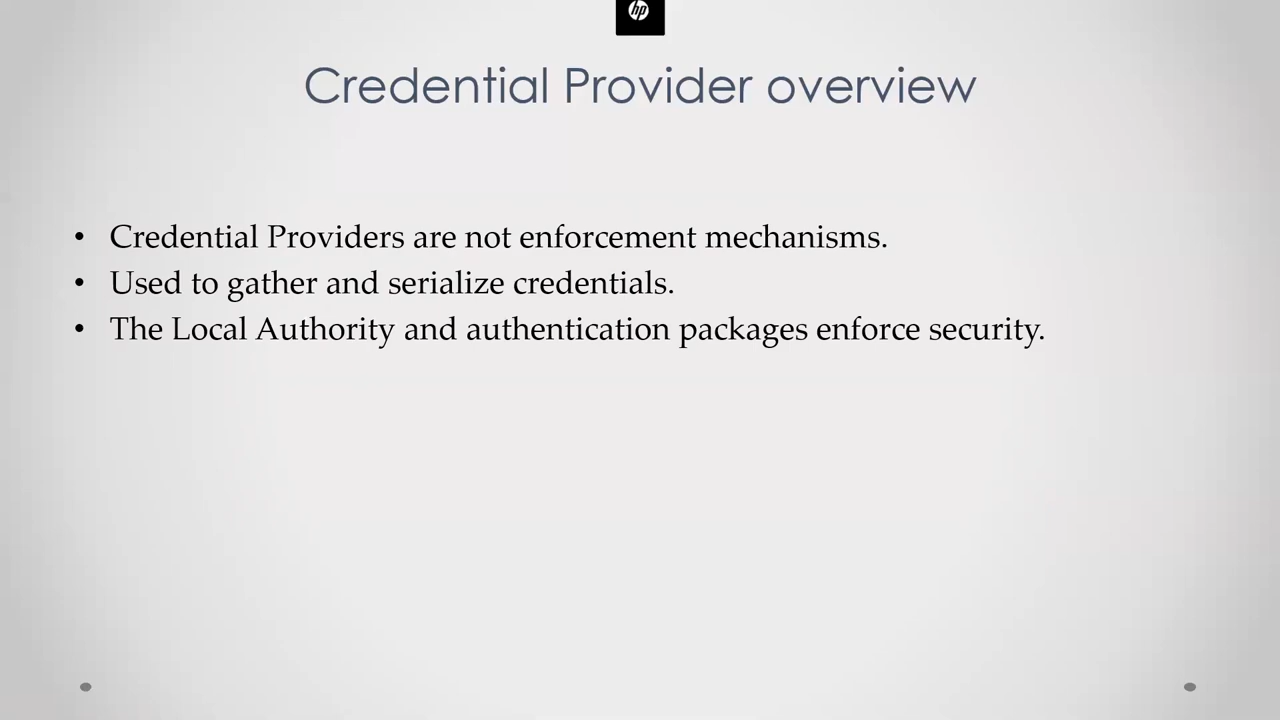 hp
Credential Provider overview
• Credential Providers are not enforcement mechanisms.
• Used to gather and serialize credentials.
• The Local Authority and authentication packages enforce security.